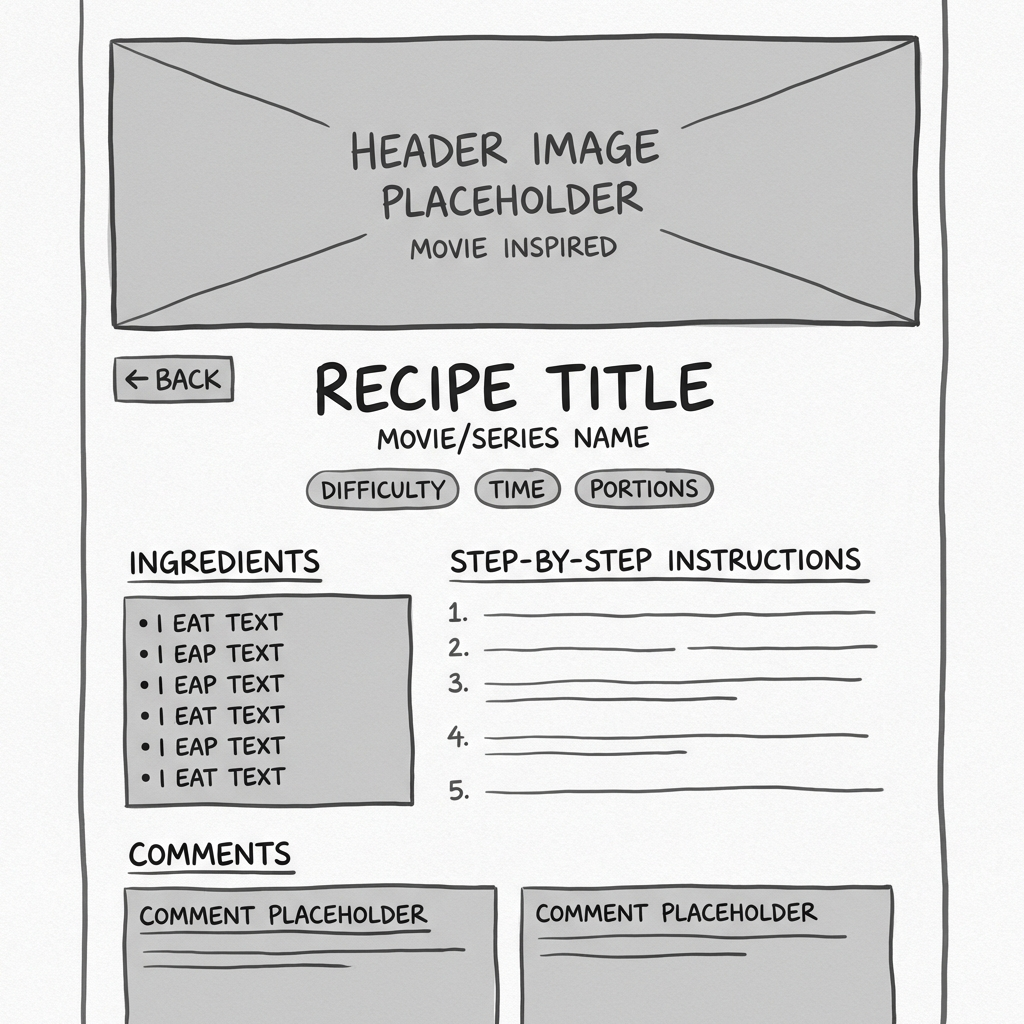 HEADER IMAGE
PLACEHOLDER
MOVIE INSPIRED
← BACK
RECIPE TITLE
MOVIE/SERIES NAME
DIFFICULTY
TIME
PORTIONS
INGREDIENTS
• I EAT TEXT
• I EAP TEXT
• I EAP TEXT
• I EAT TEXT
• I EAP TEXT
• I EAT TEXT
STEP-BY-STEP INSTRUCTIONS
1.
2.
3.
4.
5.
COMMENTS
COMMENT PLACEHOLDER
COMMENT PLACEHOLDER